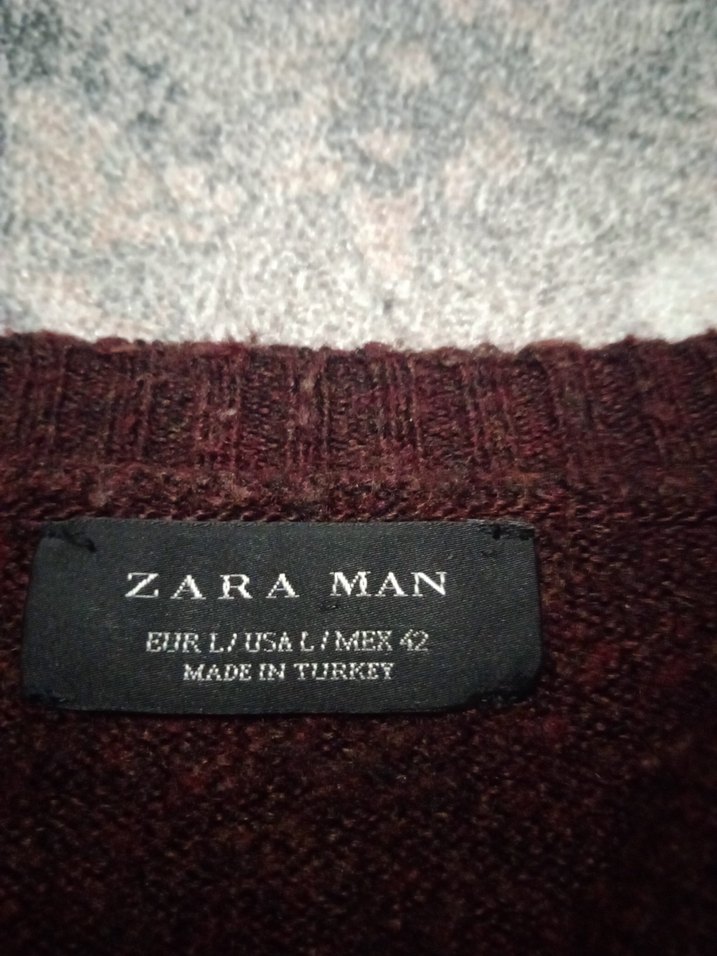 ZARA MAN
EUR L / USA L / MEX 42
MADE IN TURKEY